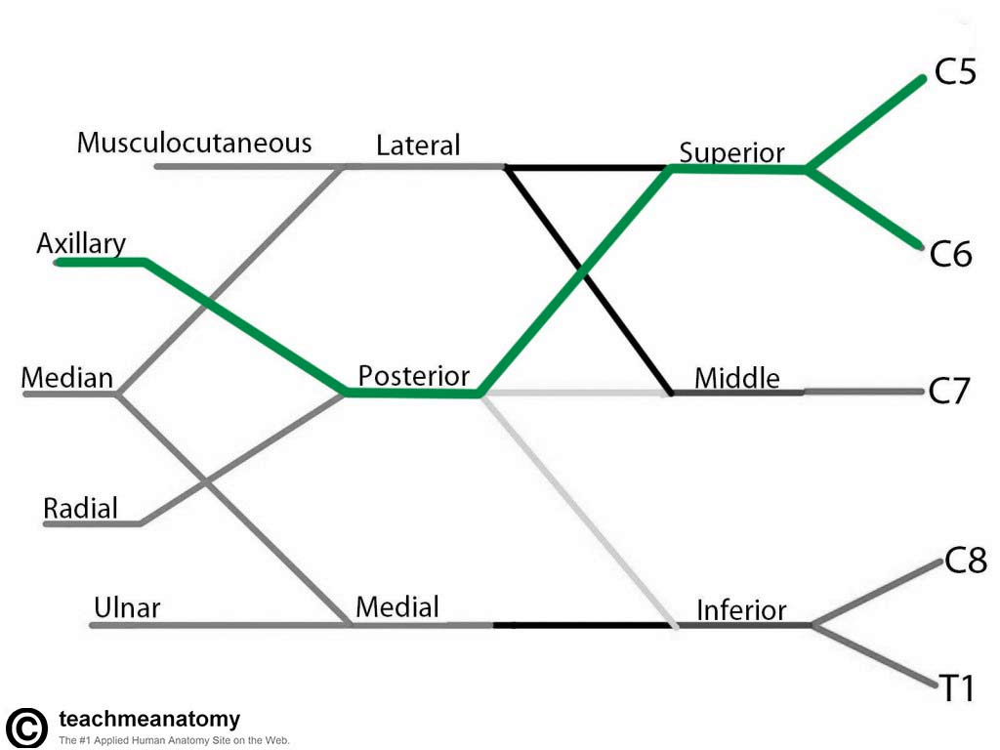 C5
Musculocutaneous
Lateral
Superior
Axillary
C6
Median
Posterior
Middle
C7
Radial
C8
Ulnar
Medial
Inferior
T1
© teachmeanatomy
The #1 Applied Human Anatomy Site on the Web.